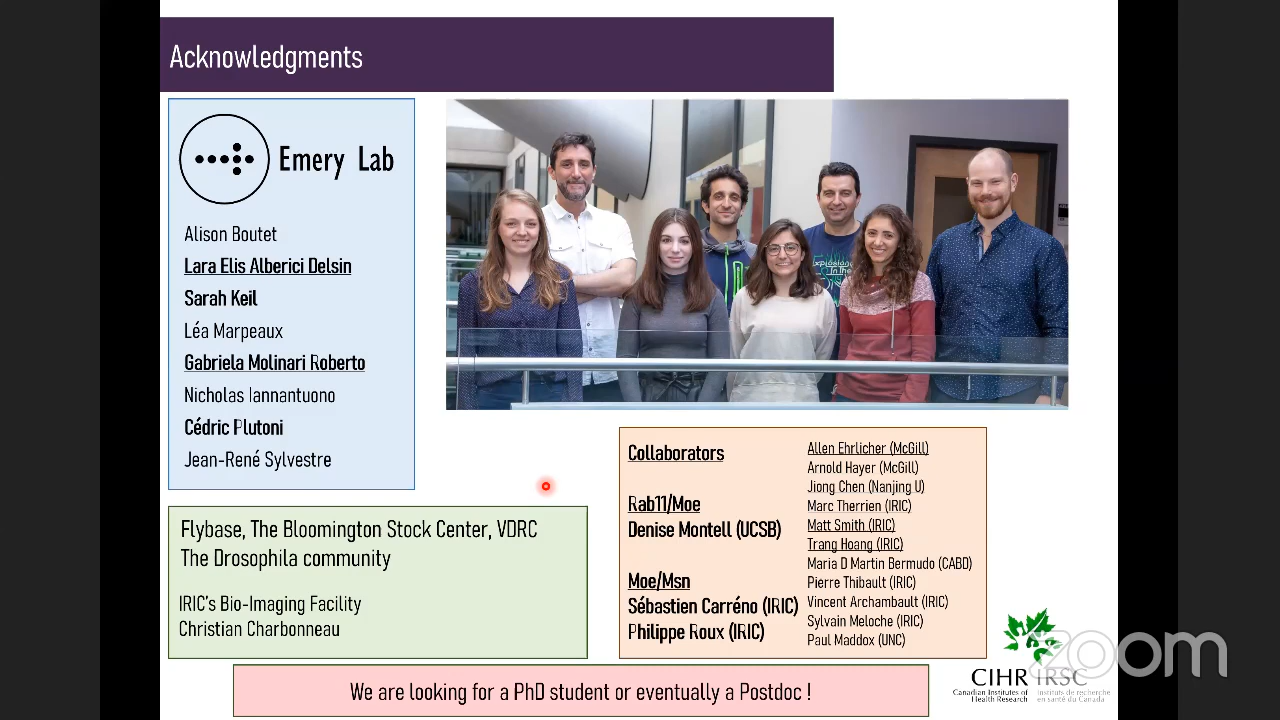 Acknowledgments
Emery Lab
Alison Boutet
Lara Elis Alberici Delsin
Sarah Keil
Léa Marpeaux
Gabriela Molinari Roberto
Nicholas Iannantuono
Cédric Plutoni
Jean-René Sylvestre
Flybase, The Bloomington Stock Center, VDRC
The Drosophila community
IRIC's Bio-Imaging Facility
Christian Charbonneau
Collaborators
Rab11/Moe
Denise Montell (UCSB)
Moe/Msn
Sébastien Carréno (IRIC)
Philippe Roux (IRIC)
Allen Ehrlicher (McGill)
Arnold Hayer (McGill)
Jiong Chen (Nanjing U)
Marc Therrien (IRIC)
Matt Smith (IRIC)
Trang Hoang (IRIC)
Maria D Martin Bermudo (CABD)
Pierre Thibault (IRIC)
Vincent Archambault (IRIC)
Sylvain Meloche (IRIC)
Paul Maddox (UNC)
We are looking for a PhD student or eventually a Postdoc !
CIHR IRSC
Canadian Institutes of Health Research
Instituts de recherche en santé du Canada
zoom